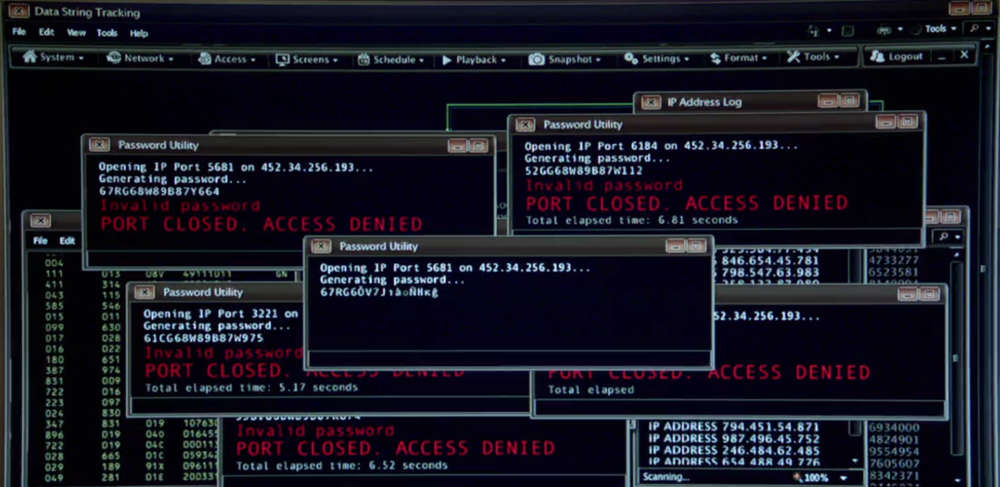 Data String Tracking
File Edit View Tools Help
Tools
System Network Access Screens Schedule Playback Snapshot Settings Format Tools Logout
IP Address Log
Password Utility
Opening IP Port 6184 on 452.34.256.193...
Generating password...
52GG68W89B87W112
Invalid password
PORT CLOSED. ACCESS DENIED
Total elapsed time: 6.81 seconds
Password Utility
Opening IP Port 5681 on 452.34.256.193...
Generating password...
67RG68W89B87Y664
Invalid password
PORT CLOSED. ACCESS DENIED
File Edit
Password Utility
Opening IP Port 5681 on 452.34.256.193...
Generating password...
846.654.45.781 4733277
798.547.63.983 6523581
004
111 013 08V 49111011 GN
411 314
043 115
585 546
015 011
099 630
017 028
016 022
180 651
387 974
831 009
722 016
223 097
024 830
347 831 019 10763
896 019 040 01645
722 019 04C 00011
028 665 01C 05934
029 189 91X 09611
049 281 01E 20033
Password Utility
Opening IP Port 3221 on
Generating password...
61CG68W89B87W975
Invalid password
PORT CLOSED. ACCESS DENIED
Total elapsed time: 5.17 seconds
52.34.256.193...
PORT CLOSED. ACCESS DENIED
Total elapsed
Invalid password
PORT CLOSED. ACCESS DENIED
Total elapsed time: 6.52 seconds
IP ADDRESS 794.451.54.871 6934000
IP ADDRESS 987.496.45.752 4824901
IP ADDRESS 246.484.62.485 9554954
IP ADDRESS 654.488.49.776 7605607
Scanning... 100% 8342371